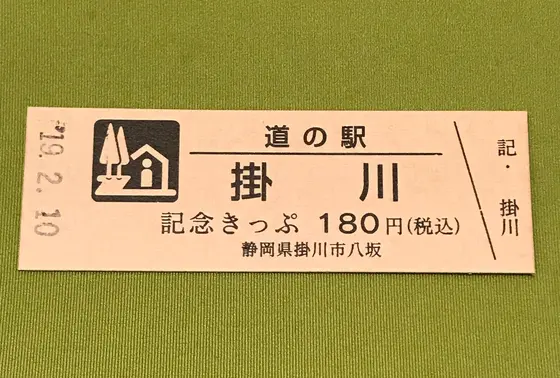 '19.2.10
道の駅
掛川
記念きっぷ 180円(税込)
静岡県掛川市八坂
記・掛川